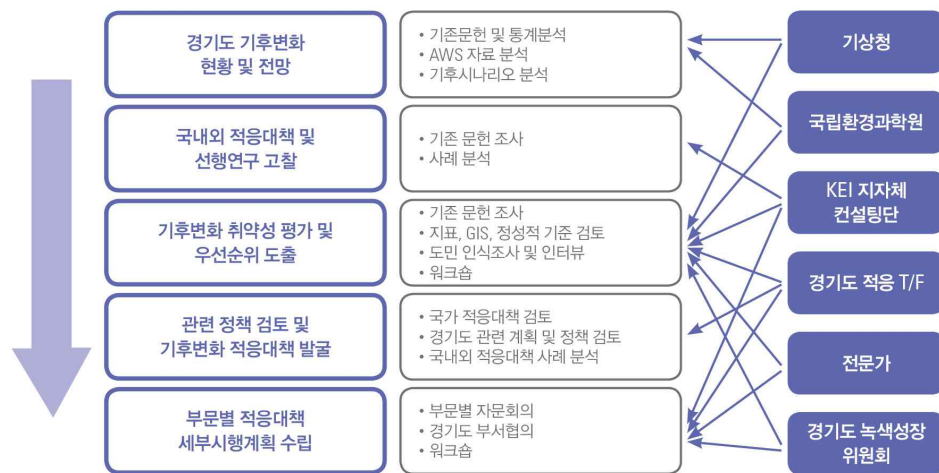 경기도 기후변화
현황 및 전망
• 기존문헌 및 통계분석
• AWS 자료 분석
• 기후시나리오 분석
기상청
국내외 적응대책 및
선행연구 고찰
• 기존 문헌 조사
• 사례 분석
국립환경과학원
기후변화 취약성 평가 및
우선순위 도출
• 기존 문헌 조사
• 지표, GIS, 정성적 기준 검토
• 도민 인식조사 및 인터뷰
• 워크숍
KEI 지자체
컨설팅단
관련 정책 검토 및
기후변화 적응대책 발굴
• 국가 적응대책 검토
• 경기도 관련 계획 및 정책 검토
• 국내외 적응대책 사례 분석
경기도 적응 T/F
전문가
부문별 적응대책
세부시행계획 수립
• 부문별 자문회의
• 경기도 부서협의
• 워크숍
경기도 녹색성장
위원회